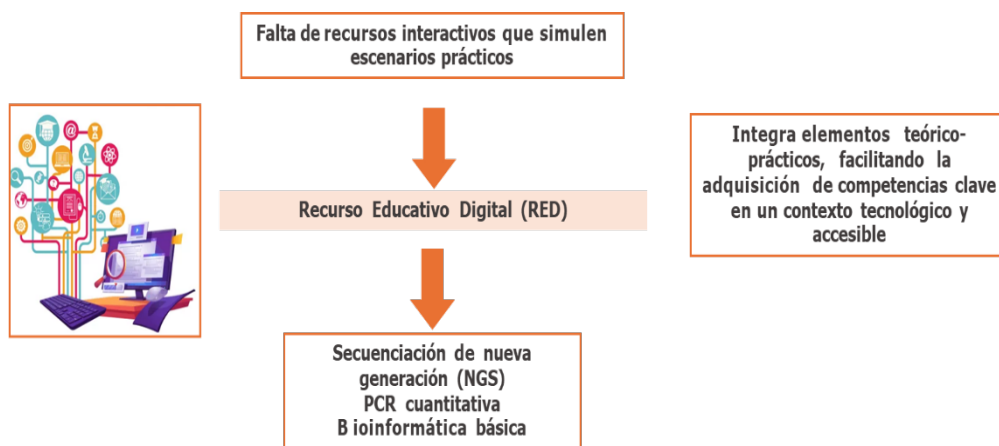 Falta de recursos interactivos que simulen
escenarios prácticos
Recurso Educativo Digital (RED)
Integra elementos teórico-
prácticos, facilitando la
adquisición de competencias clave
en un contexto tecnológico y
accesible
Secuenciación de nueva
generación (NGS)
PCR cuantitativa
B ioinformática básica